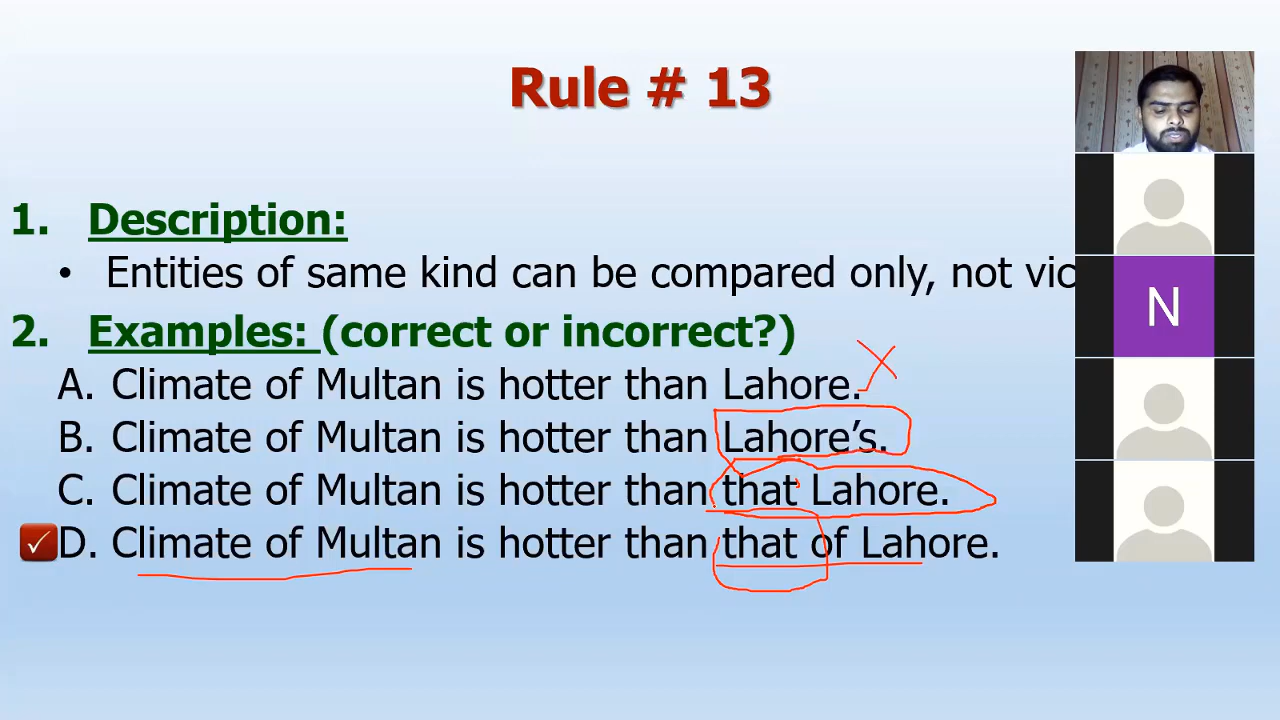 Rule # 13
1. Description:
• Entities of same kind can be compared only, not vic
2. Examples: (correct or incorrect?)
A. Climate of Multan is hotter than Lahore.
B. Climate of Multan is hotter than Lahore’s.
C. Climate of Multan is hotter than that Lahore.
D. Climate of Multan is hotter than that of Lahore.
N